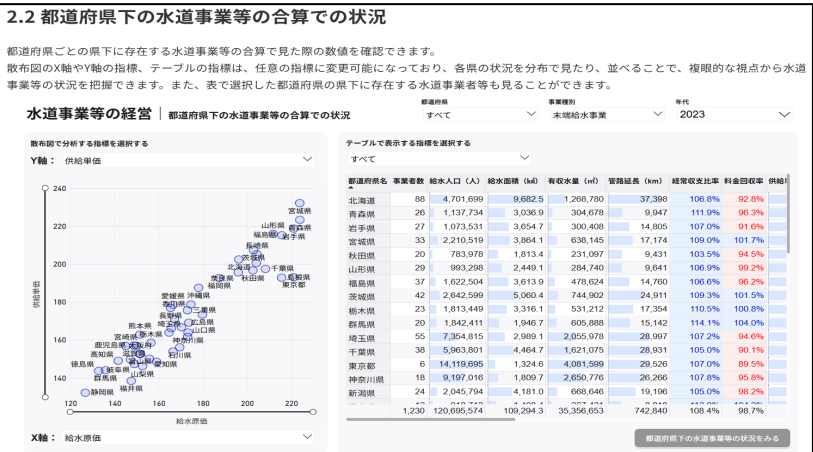 2.2 都道府県下の水道事業等の合算での状況
都道府県ごとの県下に存在する水道事業等の合算で見た際の数値を確認できます。
散布図のX軸やY軸の指標、テーブルの指標は、任意の指標に変更可能になっており、各県の状況を分布で見たり、並べることで、複眼的な視点から水道
事業等の状況を把握できます。また、表で選択した都道府県の県下に存在する水道事業者等も見ることができます。
水道事業等の経営 | 都道府県下の水道事業等の合算での状況
都道府県 事業種別 年代
すべて 末端給水事業 2023
散布図で分析する指標を選択する
Y軸： 供給単価
240
220
200
180
160
140
供給単価
宮城県
山形県 青森県
福島県 岩手県
長崎県
茨城県
北海道 千葉県
奈良県 秋田県 島根県
福岡県 東京都
愛媛県 沖縄県
香川県 三重県
長野県
埼玉県 広島県
熊本県 山口県
宮崎県 栃木県
神奈川県
鹿児島県 大阪府
高知県 滋賀県 石川県
富山県 愛知県
徳島県 岐阜県
群馬県 山梨県
静岡県 福井県
120 140 160 180 200 220
給水原価
X軸： 給水原価
テーブルで表示する指標を選択する
すべて
都道府県名 事業者数 給水人口（人） 給水面積（㎢） 有収水量（㎥） 管路延長（km） 経常収支比率 料金回収率 供給
北海道 88 4,701,699 9,682.5 1,268,780 37,398 106.8% 92.8%
青森県 26 1,137,734 3,036.9 304,678 9,947 111.9% 96.3%
岩手県 27 1,073,531 3,654.7 300,408 14,805 107.0% 91.6%
宮城県 33 2,210,519 3,864.1 638,145 17,174 109.0% 101.7%
秋田県 20 783,978 1,813.4 231,097 9,431 103.5% 94.5%
山形県 29 993,298 2,449.1 284,740 9,641 106.9% 99.2%
福島県 37 1,622,504 3,613.9 478,624 14,760 111.6% 96.2%
茨城県 42 2,642,599 5,060.4 744,902 24,911 109.3% 101.5%
栃木県 23 1,813,449 3,316.1 531,212 17,354 110.5% 100.8%
群馬県 20 1,842,411 1,946.7 605,888 15,142 114.1% 104.0%
埼玉県 55 7,354,815 2,989.1 2,055,978 28,997 107.2% 94.6%
千葉県 38 5,963,801 4,464.7 1,621,075 28,931 105.0% 90.1%
東京都 6 14,119,695 1,324.6 4,081,599 29,526 107.0% 89.5%
神奈川県 18 9,197,016 1,809.7 2,650,776 26,266 107.8% 95.8%
新潟県 24 2,045,794 4,181.0 668,646 19,196 105.0% 98.2%
1,230 120,695,574 109,294.3 35,356,653 742,840 108.4% 98.7%
都道府県下の水道事業等の状況をみる